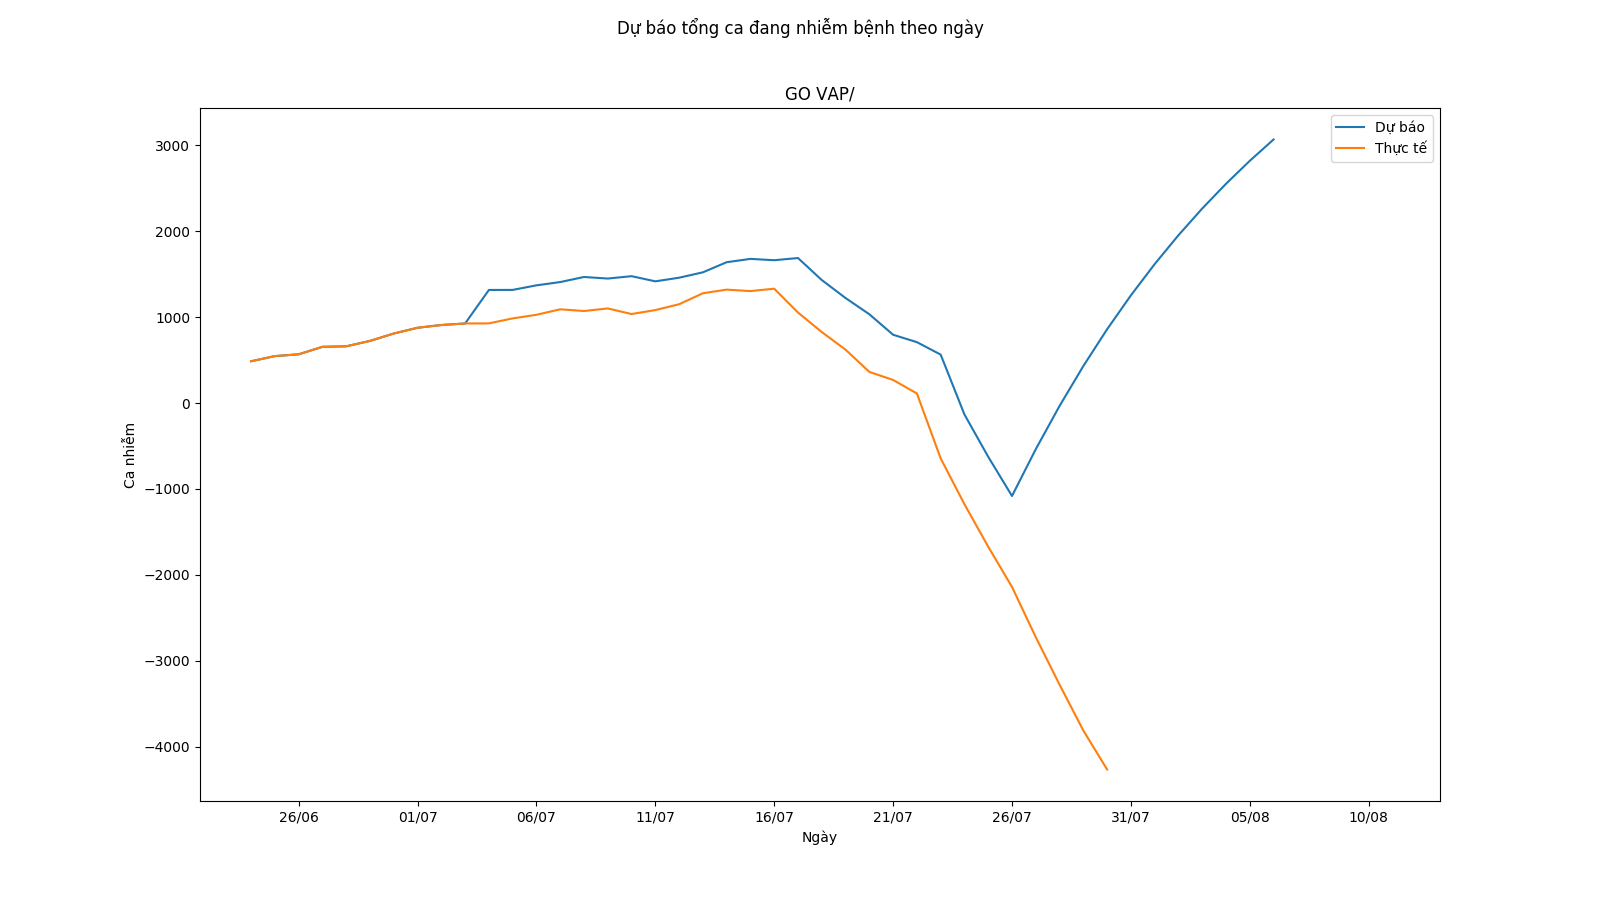 Dự báo tổng ca đang nhiễm bệnh theo ngày
GO VAP/
Dự báo
Thực tế
3000
2000
1000
0
−1000
−2000
−3000
−4000
Ca nhiễm
26/06 01/07 06/07 11/07 16/07 21/07 26/07 31/07 05/08 10/08
Ngày